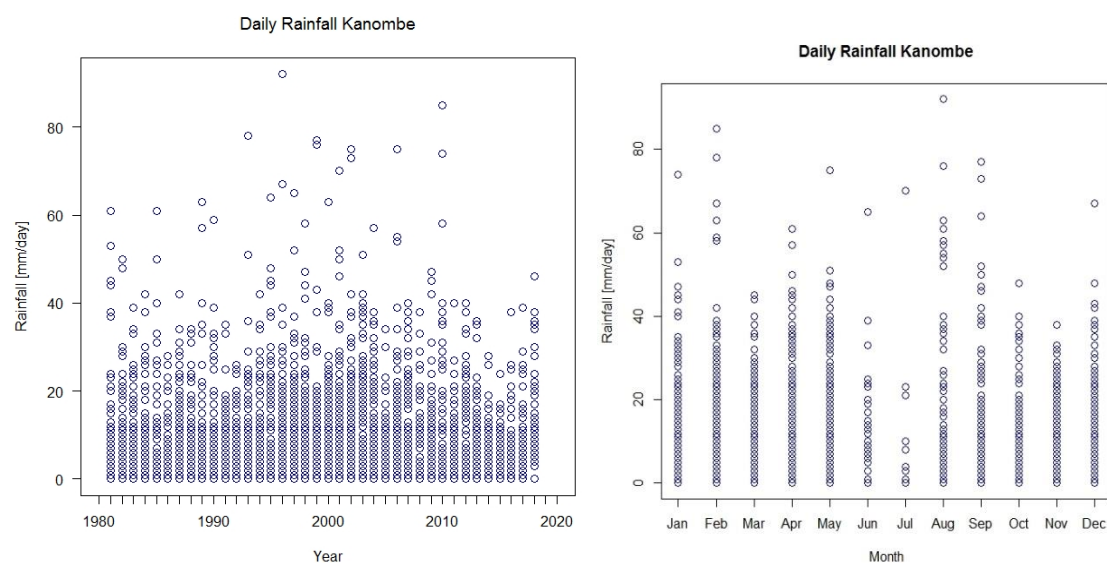 Daily Rainfall Kanombe
Rainfall [mm/day]
80
60
40
20
0
1980 1990 2000 2010 2020
Year
Daily Rainfall Kanombe
Rainfall [mm/day]
80
60
40
20
0
Jan Feb Mar Apr May Jun Jul Aug Sep Oct Nov Dec
Month